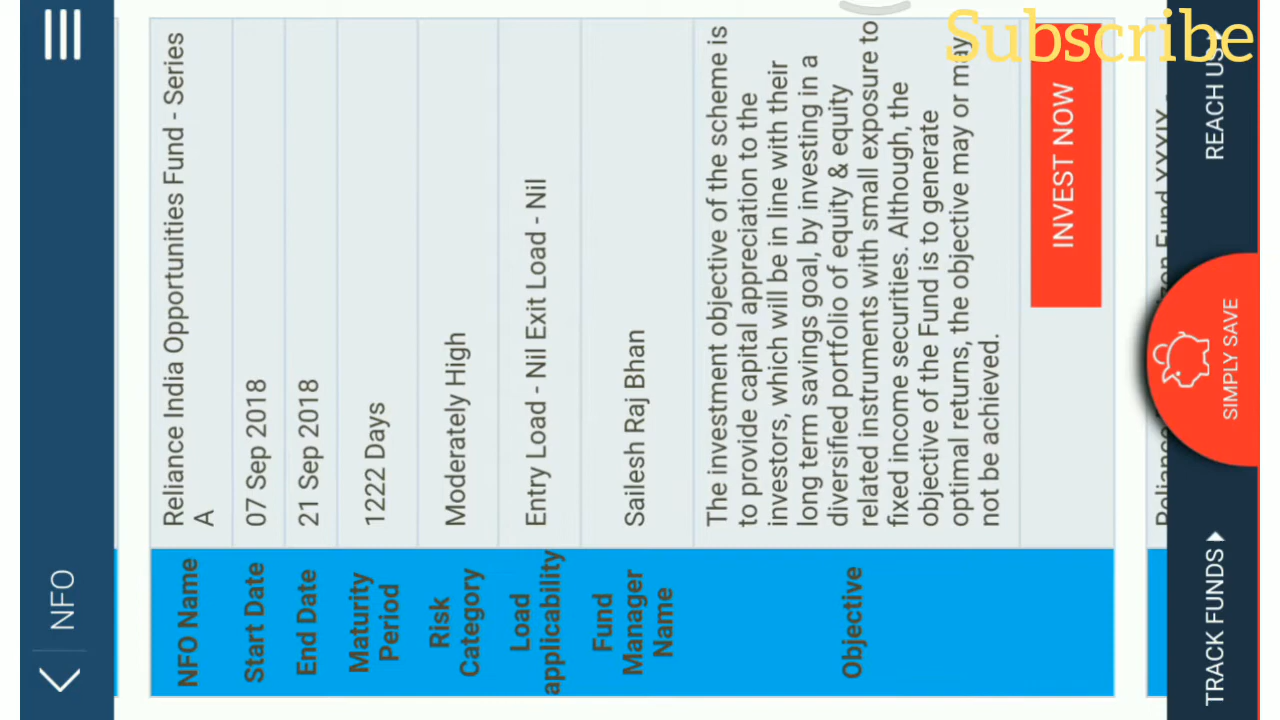 Subscribe
NFO
NFO Name
Reliance India Opportunities Fund - Series
A
Start Date
07 Sep 2018
End Date
21 Sep 2018
Maturity
Period
1222 Days
Risk
Category
Moderately High
Load
applicability
Entry Load - Nil Exit Load - Nil
Fund
Manager
Name
Sailesh Raj Bhan
Objective
The investment objective of the scheme is
to provide capital appreciation to the
investors, which will be in line with their
long term savings goal, by investing in a
diversified portfolio of equity & equity
related instruments with small exposure to
fixed income securities. Although, the
objective of the Fund is to generate
optimal returns, the objective may or may
not be achieved.
INVEST NOW
TRACK FUNDS
SIMPLY SAVE
REACH US